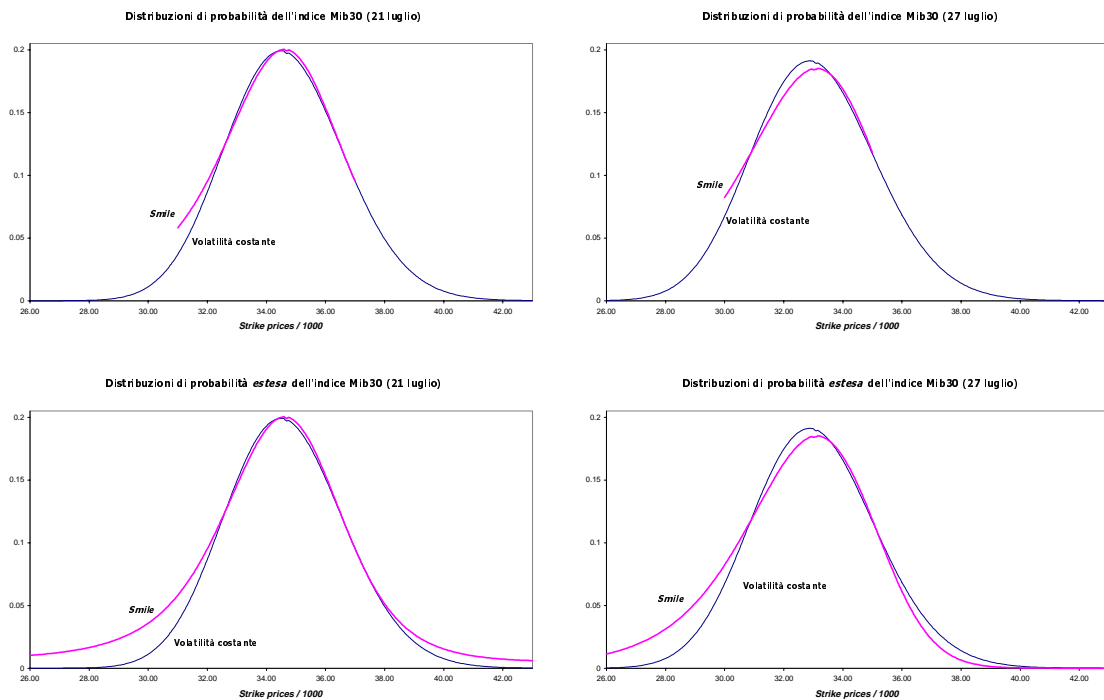 Distribuzioni di probabilità dell'indice Mib30 (21 luglio)
0.2
0.15
0.1
0.05
0
Smile
Volatilità costante
26.00 28.00 30.00 32.00 34.00 36.00 38.00 40.00 42.00
Strike prices / 1000
Distribuzioni di probabilità dell'indice Mib30 (27 luglio)
0.2
0.15
0.1
0.05
0
Smile
Volatilità costante
26.00 28.00 30.00 32.00 34.00 36.00 38.00 40.00 42.00
Strike prices / 1000
Distribuzioni di probabilità estesa dell'indice Mib30 (21 luglio)
0.2
0.15
0.1
0.05
0
Smile
Volatilità costante
26.00 28.00 30.00 32.00 34.00 36.00 38.00 40.00 42.00
Strike prices / 1000
Distribuzioni di probabilità estesa dell'indice Mib30 (27 luglio)
0.2
0.15
0.1
0.05
0
Volatilità costante
Smile
26.00 28.00 30.00 32.00 34.00 36.00 38.00 40.00 42.00
Strike prices / 1000